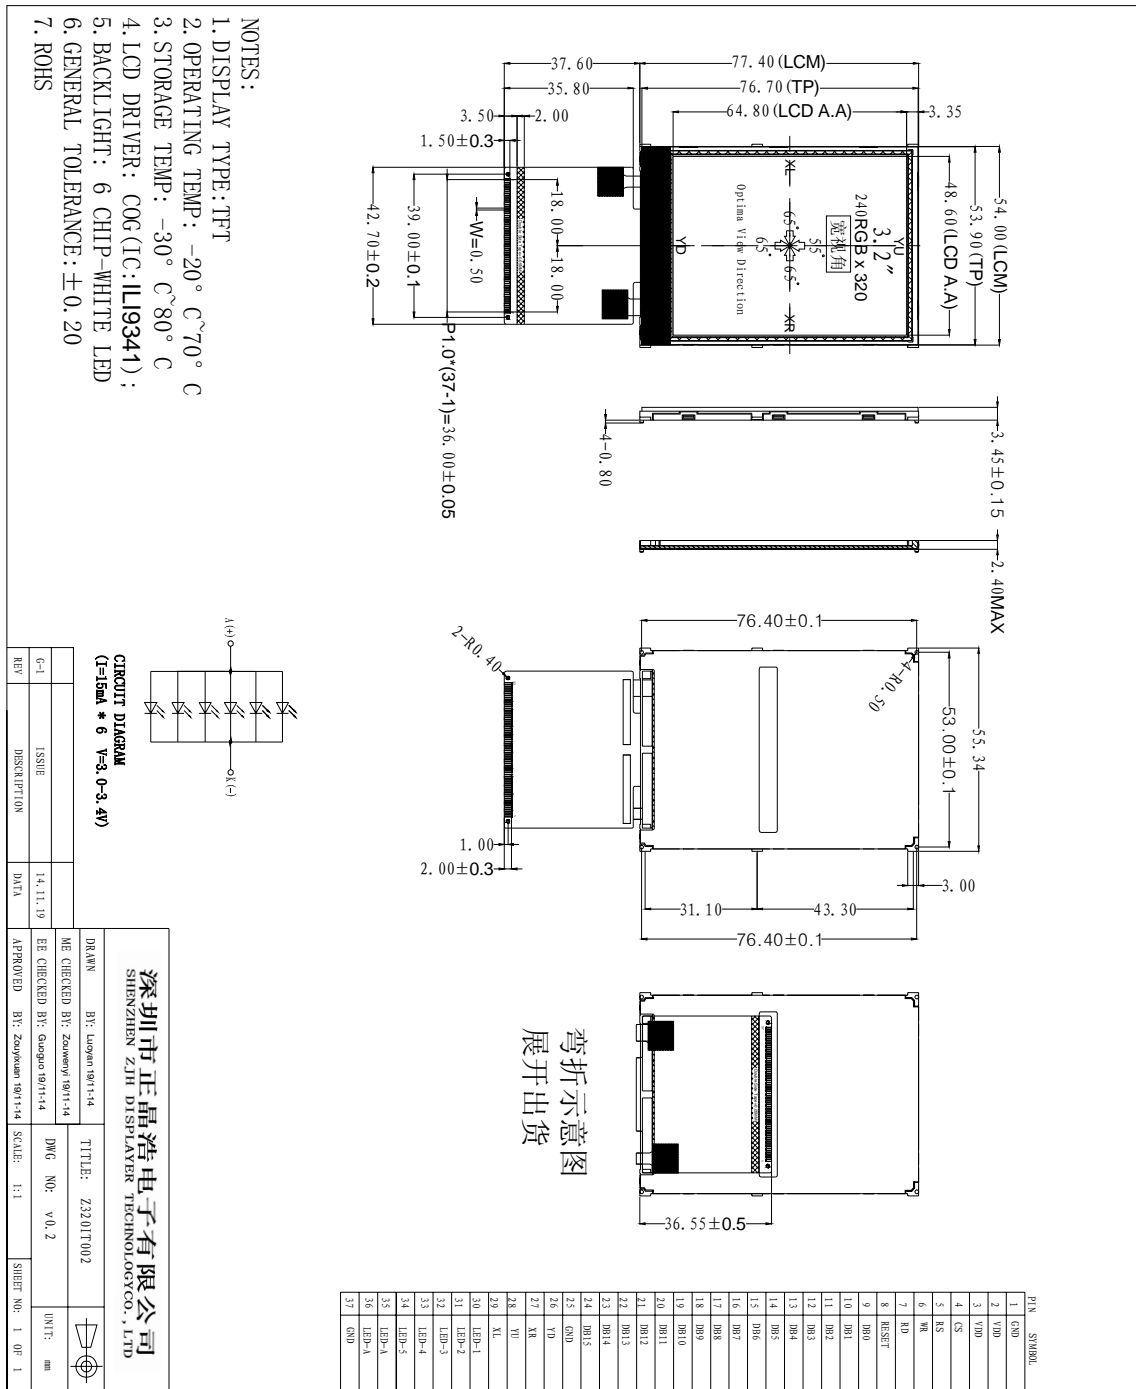 NOTES:
1. DISPLAY TYPE:TFT
2. OPERATING TEMP: -20° C~70° C
3. STORAGE TEMP: -30° C~80° C
4. LCD DRIVER: COG(IC:ILI9341);
5. BACKLIGHT: 6 CHIP-WHITE LED
6. GENERAL TOLERANCE:±0.20
7. ROHS
37.60
77.40(LCM)
35.80
76.70(TP)
3.50
2.00
64.80(LCD A.A)
3.35
1.50±0.3
54.00(LCM)
53.90(TP)
48.60(LCD A.A)
3.2"
240RGB x 320
宽视角
Optima View Direction
XL
YU
YD
XR
65°
55°
65°
65°
18.00
18.00
W=0.50
39.00±0.1
42.70±0.2
P1.0*(37-1)=36.00±0.05
4-0.80
3.45±0.15
2.40MAX
76.40±0.1
2-R0.40
4-R0.50
53.00±0.1
55.34
1.00
2.00±0.3
3.00
31.10
43.30
76.40±0.1
弯折示意图
展开出货
36.55±0.5
A(+)
K(-)
CIRCUIT DIAGRAM
(I=15mA * 6 V=3.0-3.4V)
G-1
ISSUE
14.11.19
REV
DESCRIPTION
DATA
深圳市正晶浩电子有限公司
SHENZHEN ZJH DISPLAYER TECHNOLOGYCO.,LTD
DRAWN BY: Luoyan 19/11-14
ME CHECKED BY: Zouwenyi 19/11-14
EE CHECKED BY: Guoguo 19/11-14
APPROVED BY: Zouyixuan 19/11-14
TITLE: Z320IT002
DWG NO: v0.2
UNIT: mm
SCALE: 1:1
SHEET NO: 1 OF 1
PIN SYMBOL
1 GND
2 VDD
3 VDD
4 CS
5 RS
6 WR
7 RD
8 RESET
9 DB0
10 DB1
11 DB2
12 DB3
13 DB4
14 DB5
15 DB6
16 DB7
17 DB8
18 DB9
19 DB10
20 DB11
21 DB12
22 DB13
23 DB14
24 DB15
25 GND
26 YD
27 XR
28 YU
29 XL
30 LED-1
31 LED-2
32 LED-3
33 LED-4
34 LED-5
35 LED-A
36 LED-A
37 GND